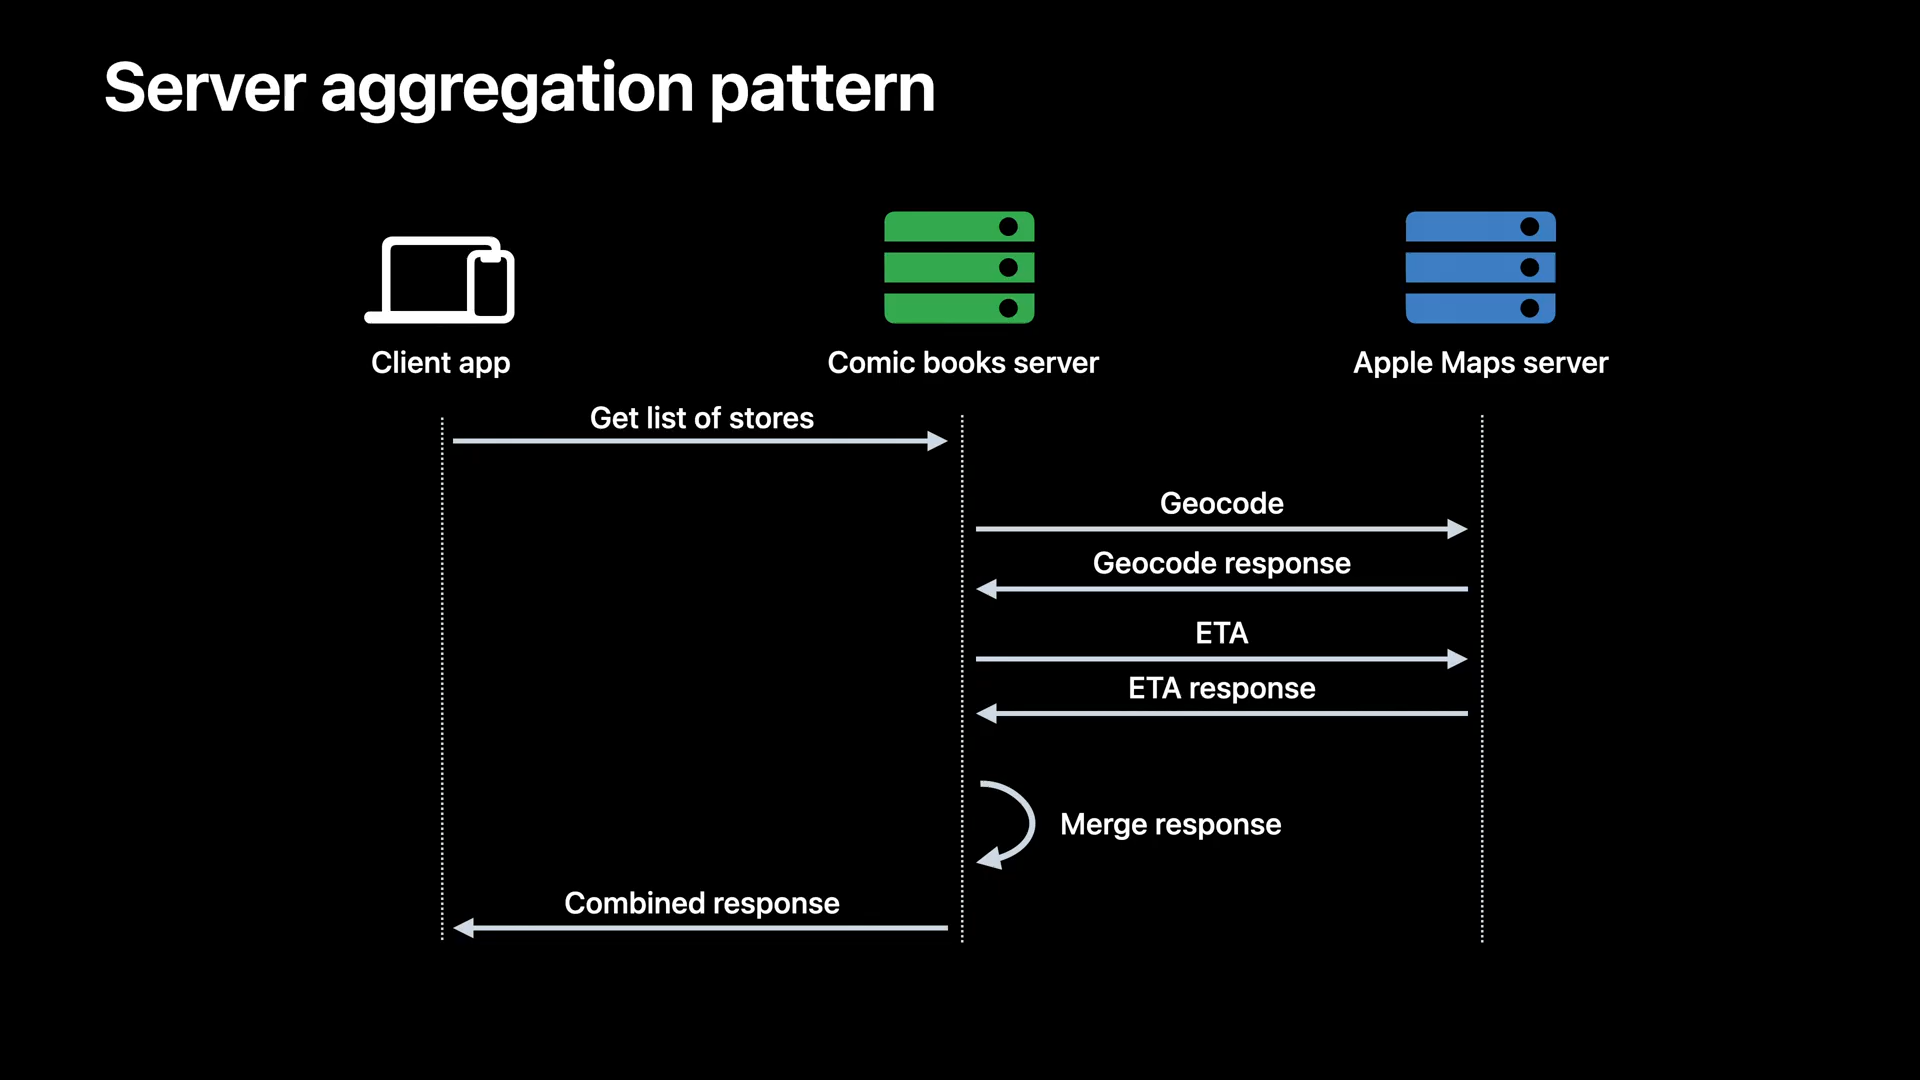 Server aggregation pattern
Client app
Comic books server
Apple Maps server
Get list of stores
Geocode
Geocode response
ETA
ETA response
Merge response
Combined response